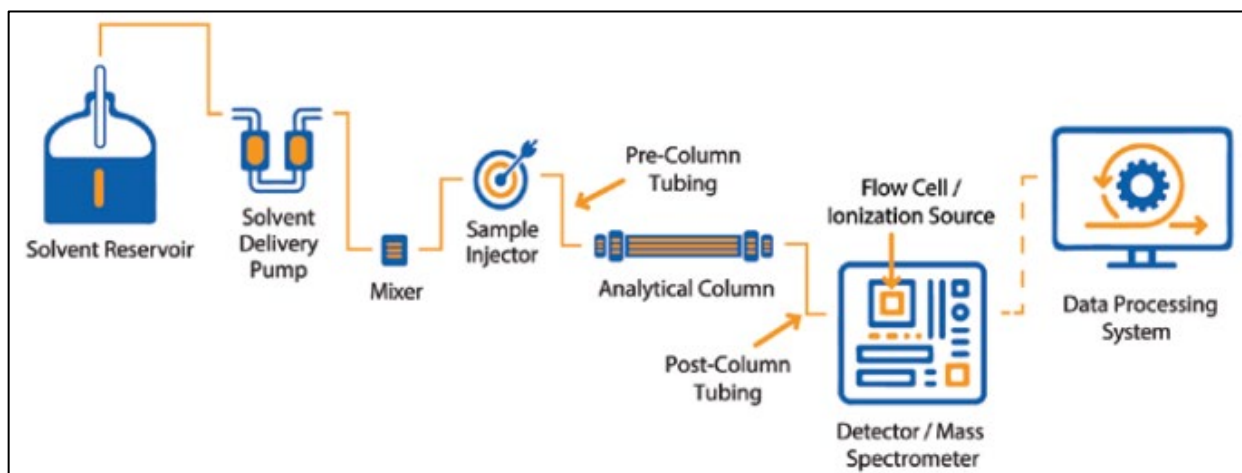 Solvent Reservoir
Solvent
Delivery
Pump
Mixer
Sample
Injector
Pre-Column
Tubing
Analytical Column
Post-Column
Tubing
Flow Cell /
Ionization Source
Detector / Mass
Spectrometer
Data Processing
System